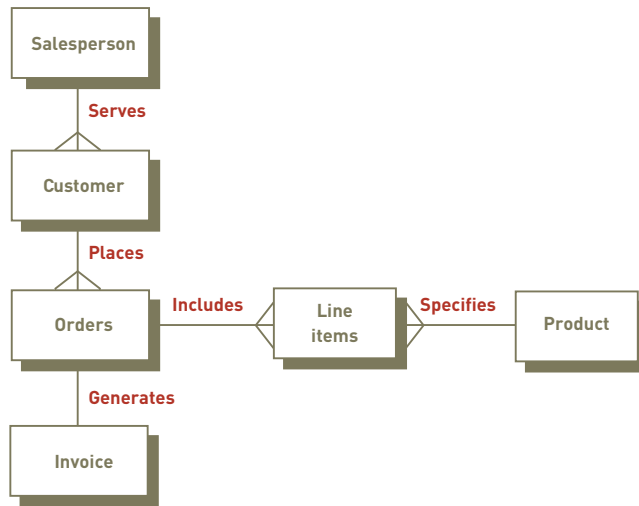 Salesperson
Serves
Customer
Places
Orders
Includes
Line
items
Specifies
Product
Generates
Invoice